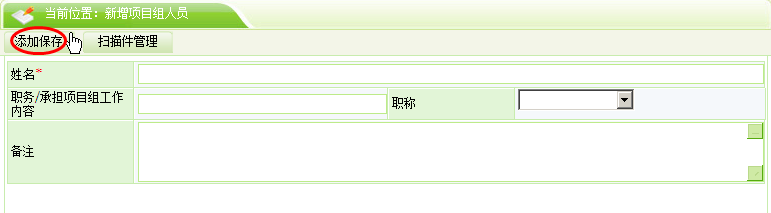 当前位置：新增项目组人员
添加保存 扫描件管理
姓名*
职务/承担项目组工作
内容
职称
备注